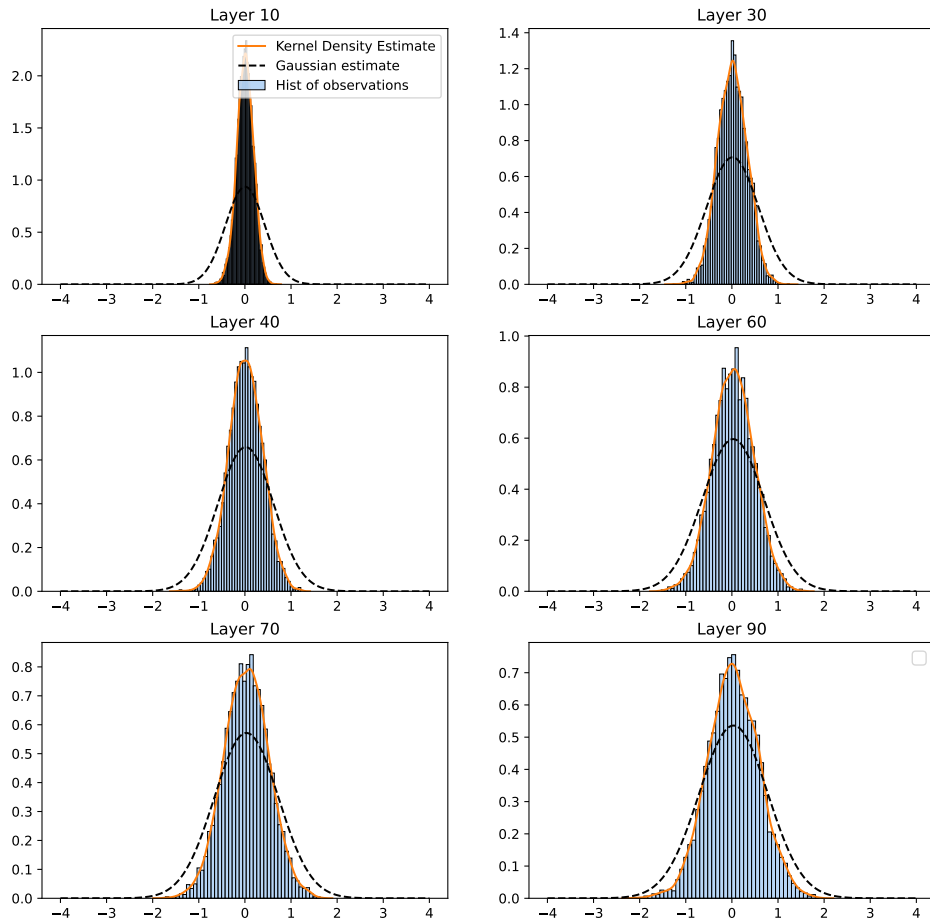 Layer 10
Layer 30
Kernel Density Estimate
Gaussian estimate
Hist of observations
2.0
1.5
1.0
0.5
0.0
−4 −3 −2 −1 0 1 2 3 4
1.4
1.2
1.0
0.8
0.6
0.4
0.2
0.0
−4 −3 −2 −1 0 1 2 3 4
Layer 40
Layer 60
1.0
0.8
0.6
0.4
0.2
0.0
−4 −3 −2 −1 0 1 2 3 4
1.0
0.8
0.6
0.4
0.2
0.0
−4 −3 −2 −1 0 1 2 3 4
Layer 70
Layer 90
0.8
0.7
0.6
0.5
0.4
0.3
0.2
0.1
0.0
−4 −3 −2 −1 0 1 2 3 4
0.7
0.6
0.5
0.4
0.3
0.2
0.1
0.0
−4 −3 −2 −1 0 1 2 3 4